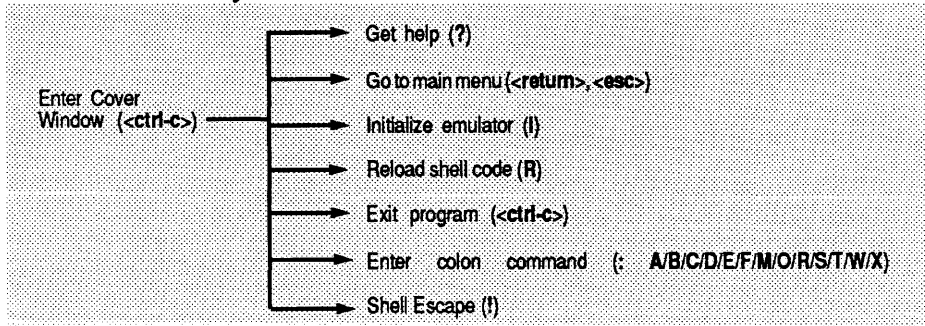 Get help (?)
Go to main menu (<return>, <esc>)
Enter Cover
Window (<ctrl-c>)
Initialize emulator (I)
Reload shell code (R)
Exit program (<ctrl-c>)
Enter colon command (: A/B/C/D/E/F/M/O/R/S/T/W/X)
Shell Escape (!)